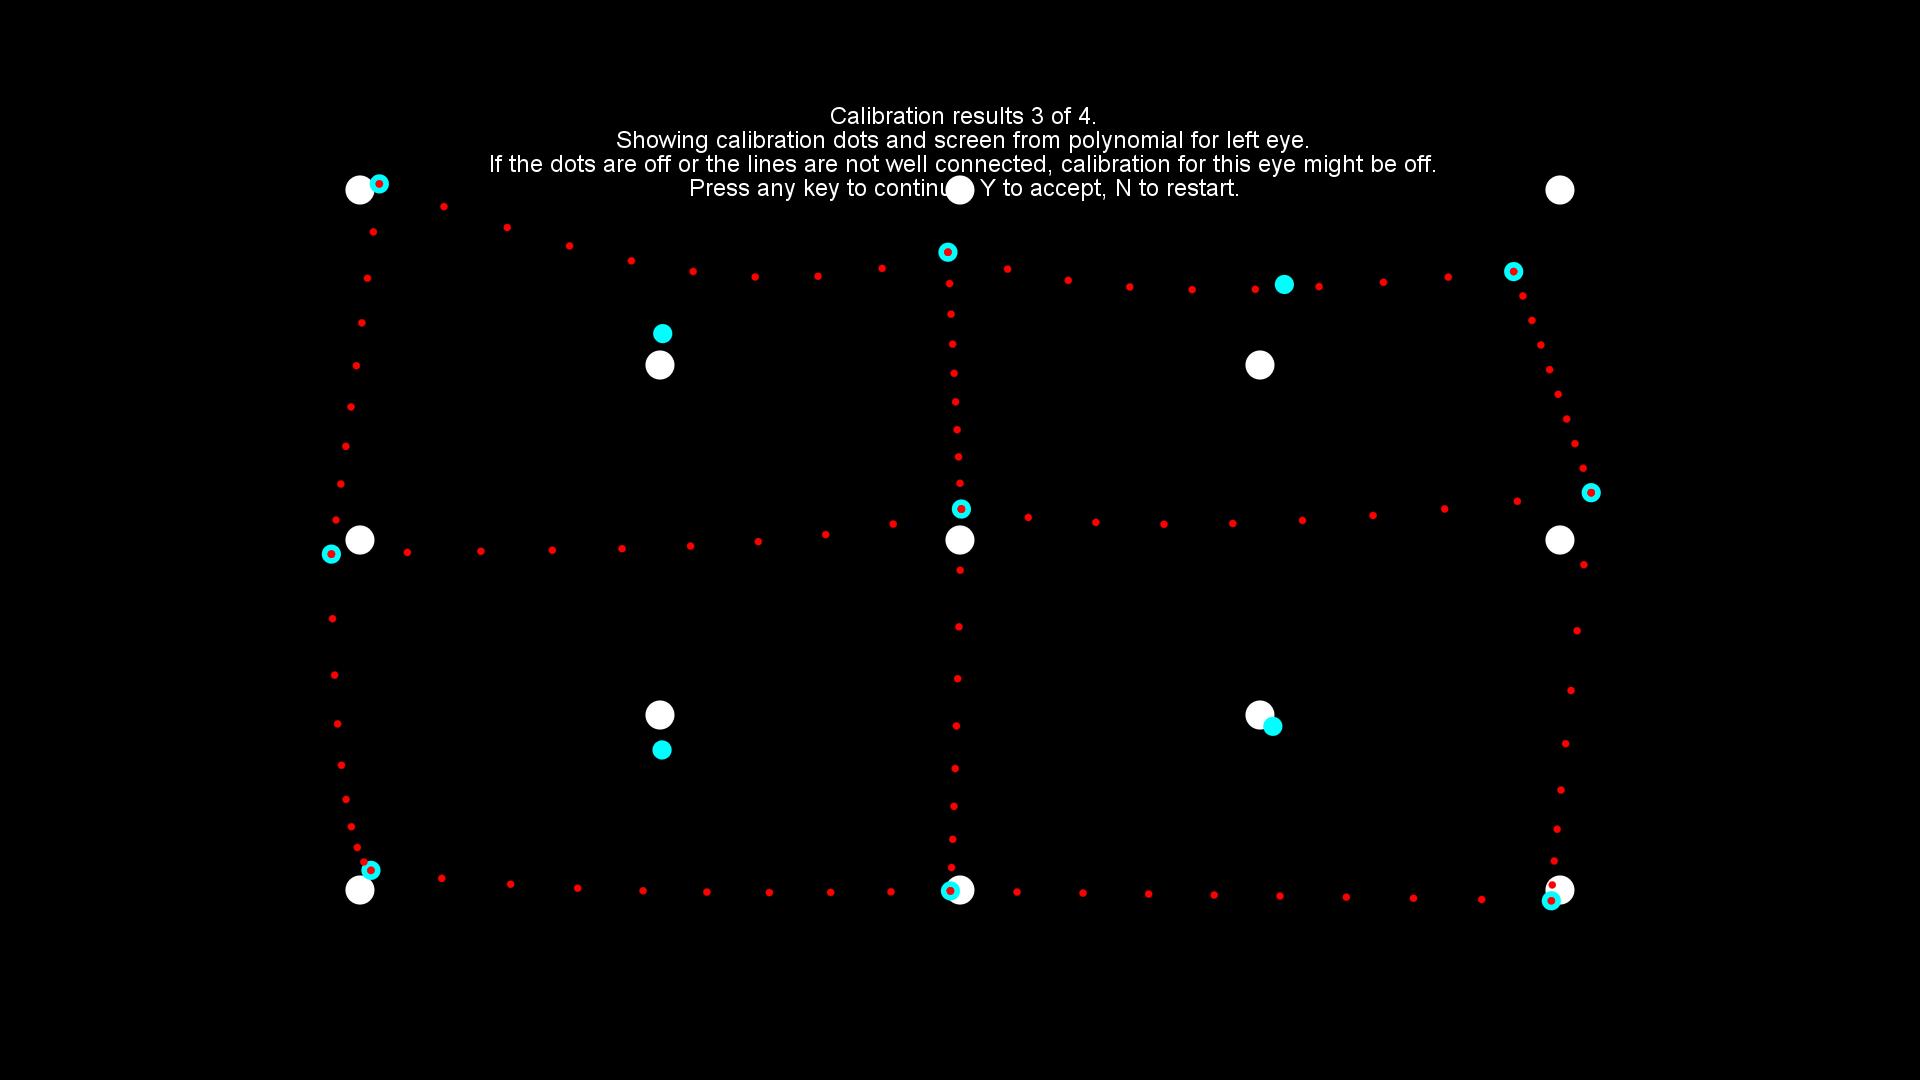 Calibration results 3 of 4.
Showing calibration dots and screen from polynomial for left eye.
If the dots are off or the lines are not well connected, calibration for this eye might be off.
Press any key to continu Y to accept, N to restart.